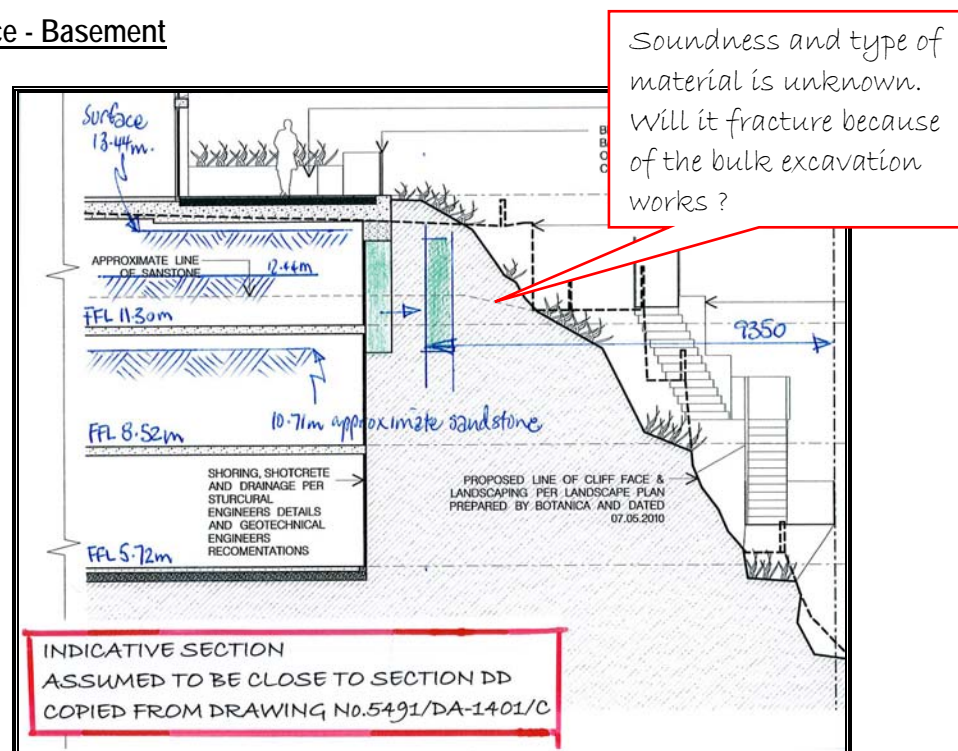 ce - Basement
Soundness and type of
material is unknown.
Will it fracture because
of the bulk excavation
works ?
Surface
13.44m.
B
BA
O
C
APPROXIMATE LINE
OF SANSTONE
12.44m
FFL 11.30m
9350
10.71m approximate sandstone
FFL 8.52m
SHORING, SHOTCRETE
AND DRAINAGE PER
STURCURAL
ENGINEERS DETAILS
AND GEOTECHNICAL
ENGINEERS
RECOMENTATIONS
PROPOSED LINE OF CLIFF FACE &
LANDSCAPING PER LANDSCAPE PLAN
PREPARED BY BOTANICA AND DATED
07.05.2010
FFL 5.72m
INDICATIVE SECTION
ASSUMED TO BE CLOSE TO SECTION DD
COPIED FROM DRAWING No.5491/DA-1401/C